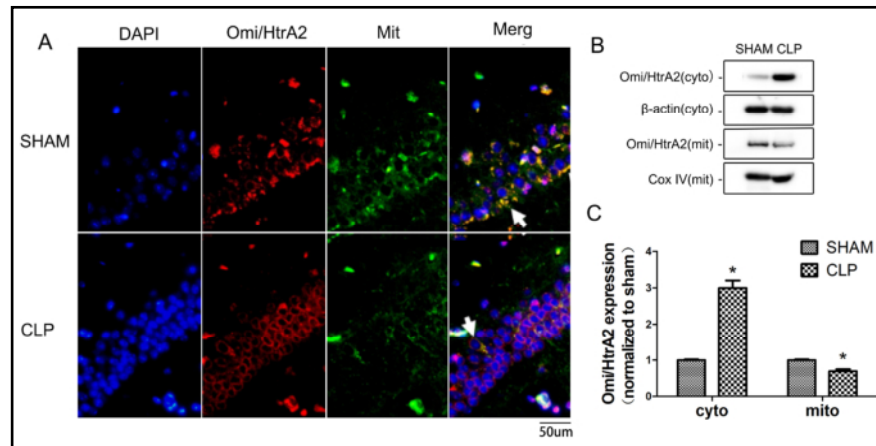 A
DAPI Omi/HtrA2 Mit Merg
SHAM
CLP
50um
B
SHAM CLP
Omi/HtrA2(cyto) -
β-actin(cyto) -
Omi/HtrA2(mit) -
Cox IV(mit) -
C
SHAM
CLP
Omi/HtrA2 expression
(normalized to sham)
4
3
2
1
0
*
*
cyto mito